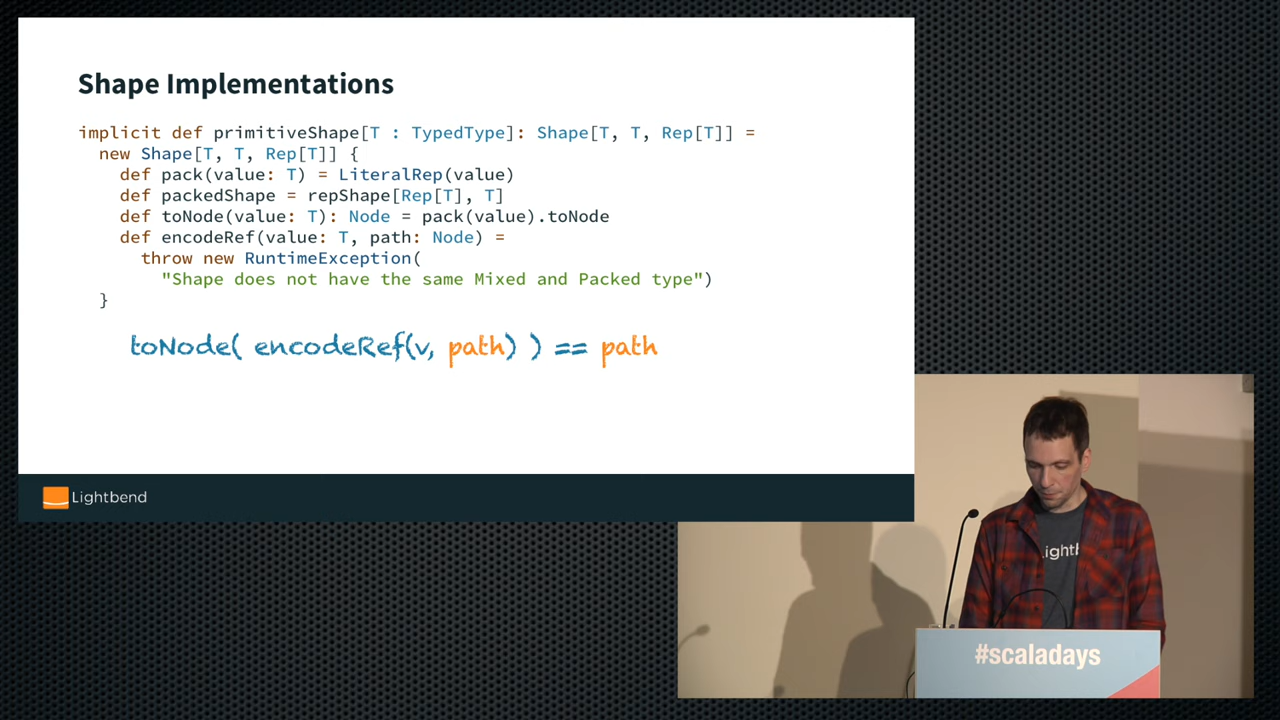 Shape Implementations
implicit def primitiveShape[T : TypedType]: Shape[T, T, Rep[T]] =
new Shape[T, T, Rep[T]] {
def pack(value: T) = LiteralRep(value)
def packedShape = repShape[Rep[T], T]
def toNode(value: T): Node = pack(value).toNode
def encodeRef(value: T, path: Node) =
throw new RuntimeException(
"Shape does not have the same Mixed and Packed type")
}
toNode( encodeRef(v, path) ) == path
Lightbend
#scaladays